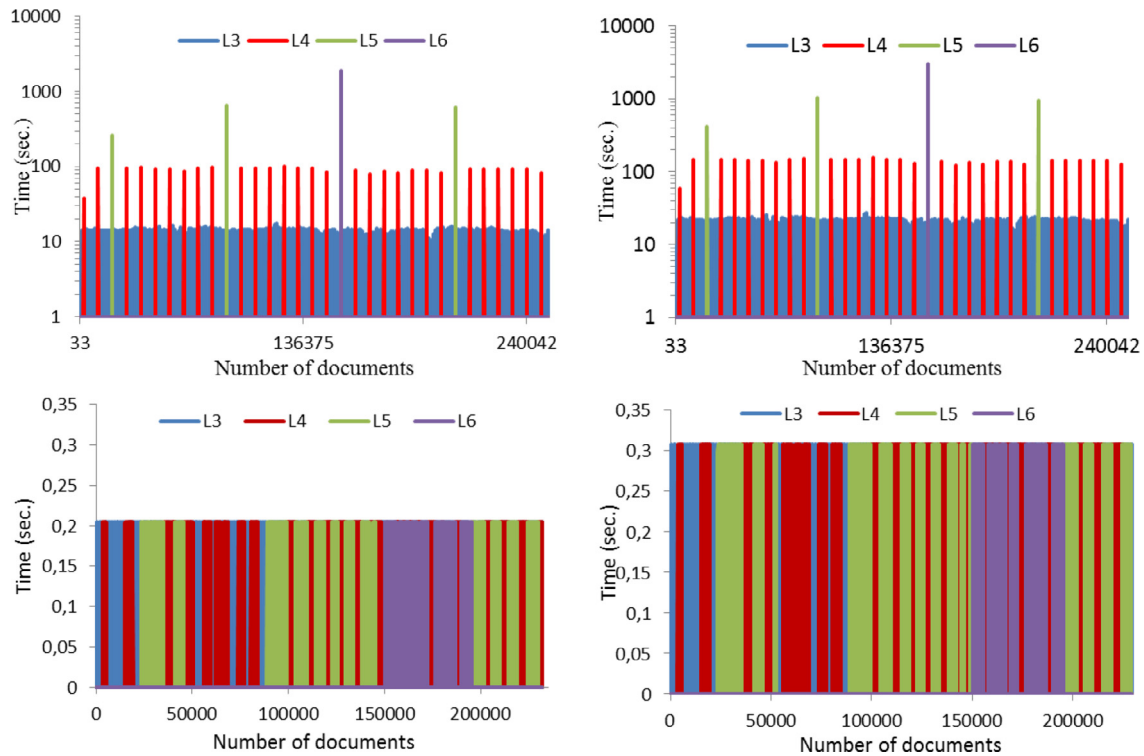 10000
L3 L4 L5 L6
1000
100
10
1
Time (sec.)
33 136375 240042
Number of documents
10000
L3 L4 L5 L6
1000
100
10
1
Time (sec.)
33 136375 240042
Number of documents
0,35
L3 L4 L5 L6
0,3
0,25
0,2
0,15
0,1
0,05
0
Time (sec.)
0 50000 100000 150000 200000
Number of documents
0,35
L3 L4 L5 L6
0,3
0,25
0,2
0,15
0,1
0,05
0
Time (sec.)
0 50000 100000 150000 200000
Number of documents